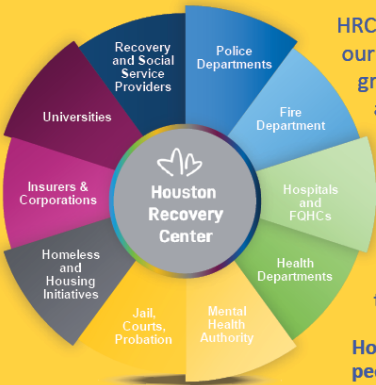 HRC
our
Recovery
and Social
Service
Providers
Police
Departments
Fire
Department
Hospitals
and
FQHCs
Health
Departments
Mental
Health
Authority
Jail,
Courts,
Probation
Homeless
and
Housing
Initiatives
Insurers &
Corporations
Universities
Houston
Recovery
Center
Ho
pe